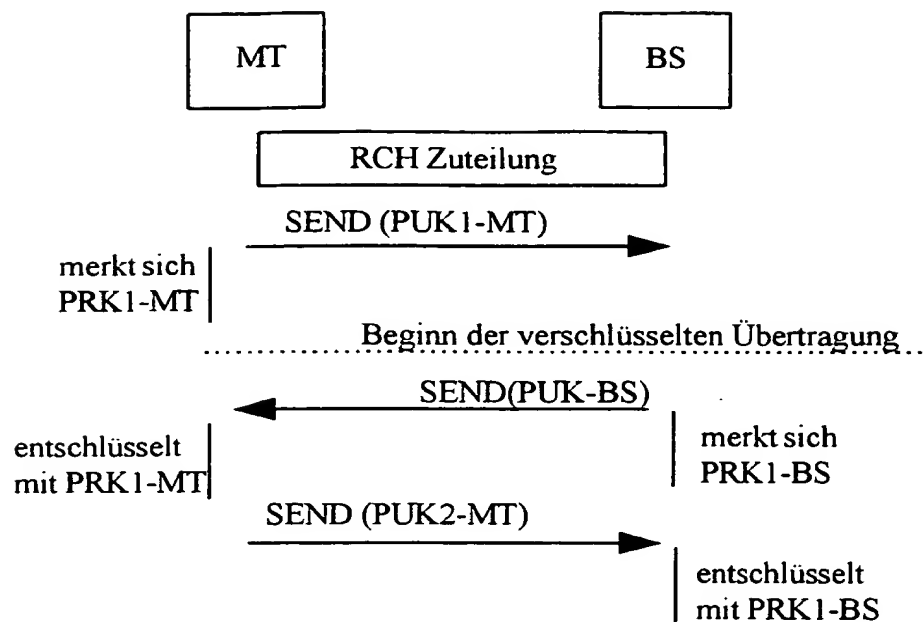 MT
BS
RCH Zuteilung
SEND (PUK1-MT)
merkt sich
PRK1-MT
Beginn der verschlüsselten Übertragung
SEND(PUK-BS)
entschlüsselt
mit PRK1-MT
merkt sich
PRK1-BS
SEND (PUK2-MT)
entschlüsselt
mit PRK1-BS